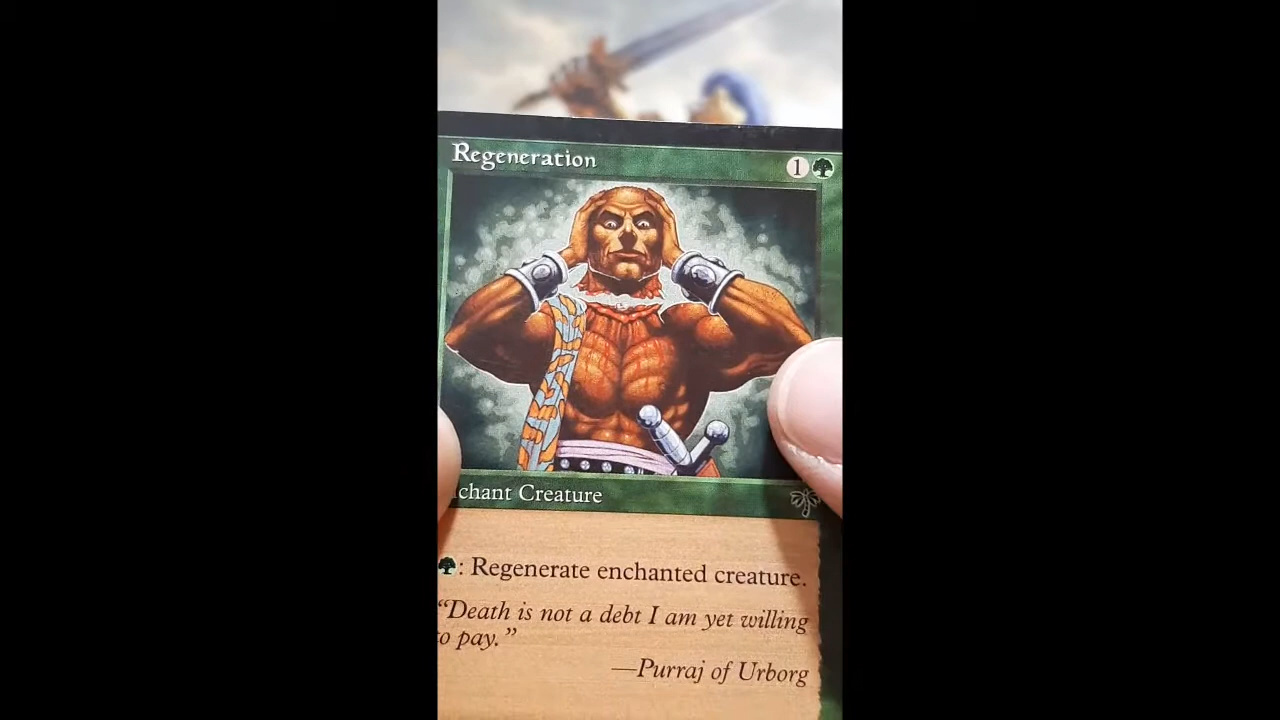 Regeneration 1
chant Creature
: Regenerate enchanted creature.
“Death is not a debt I am yet willing
o pay.”
—Purraj of Urborg